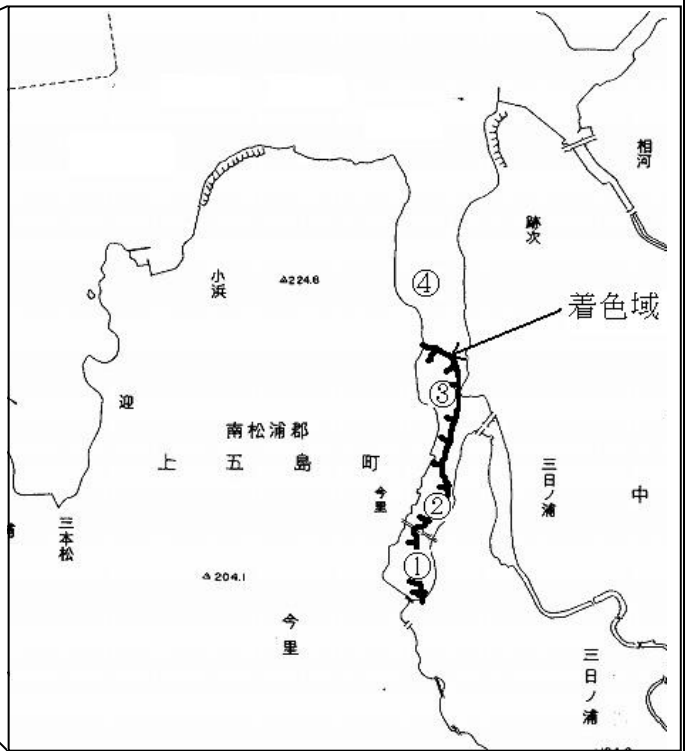 相河
跡次
小浜
△224.8
④
着色域
③
迎
南松浦郡
上五島町
今里
三日ノ浦
中
②
三本松
①
△204.1
今里
三日ノ浦